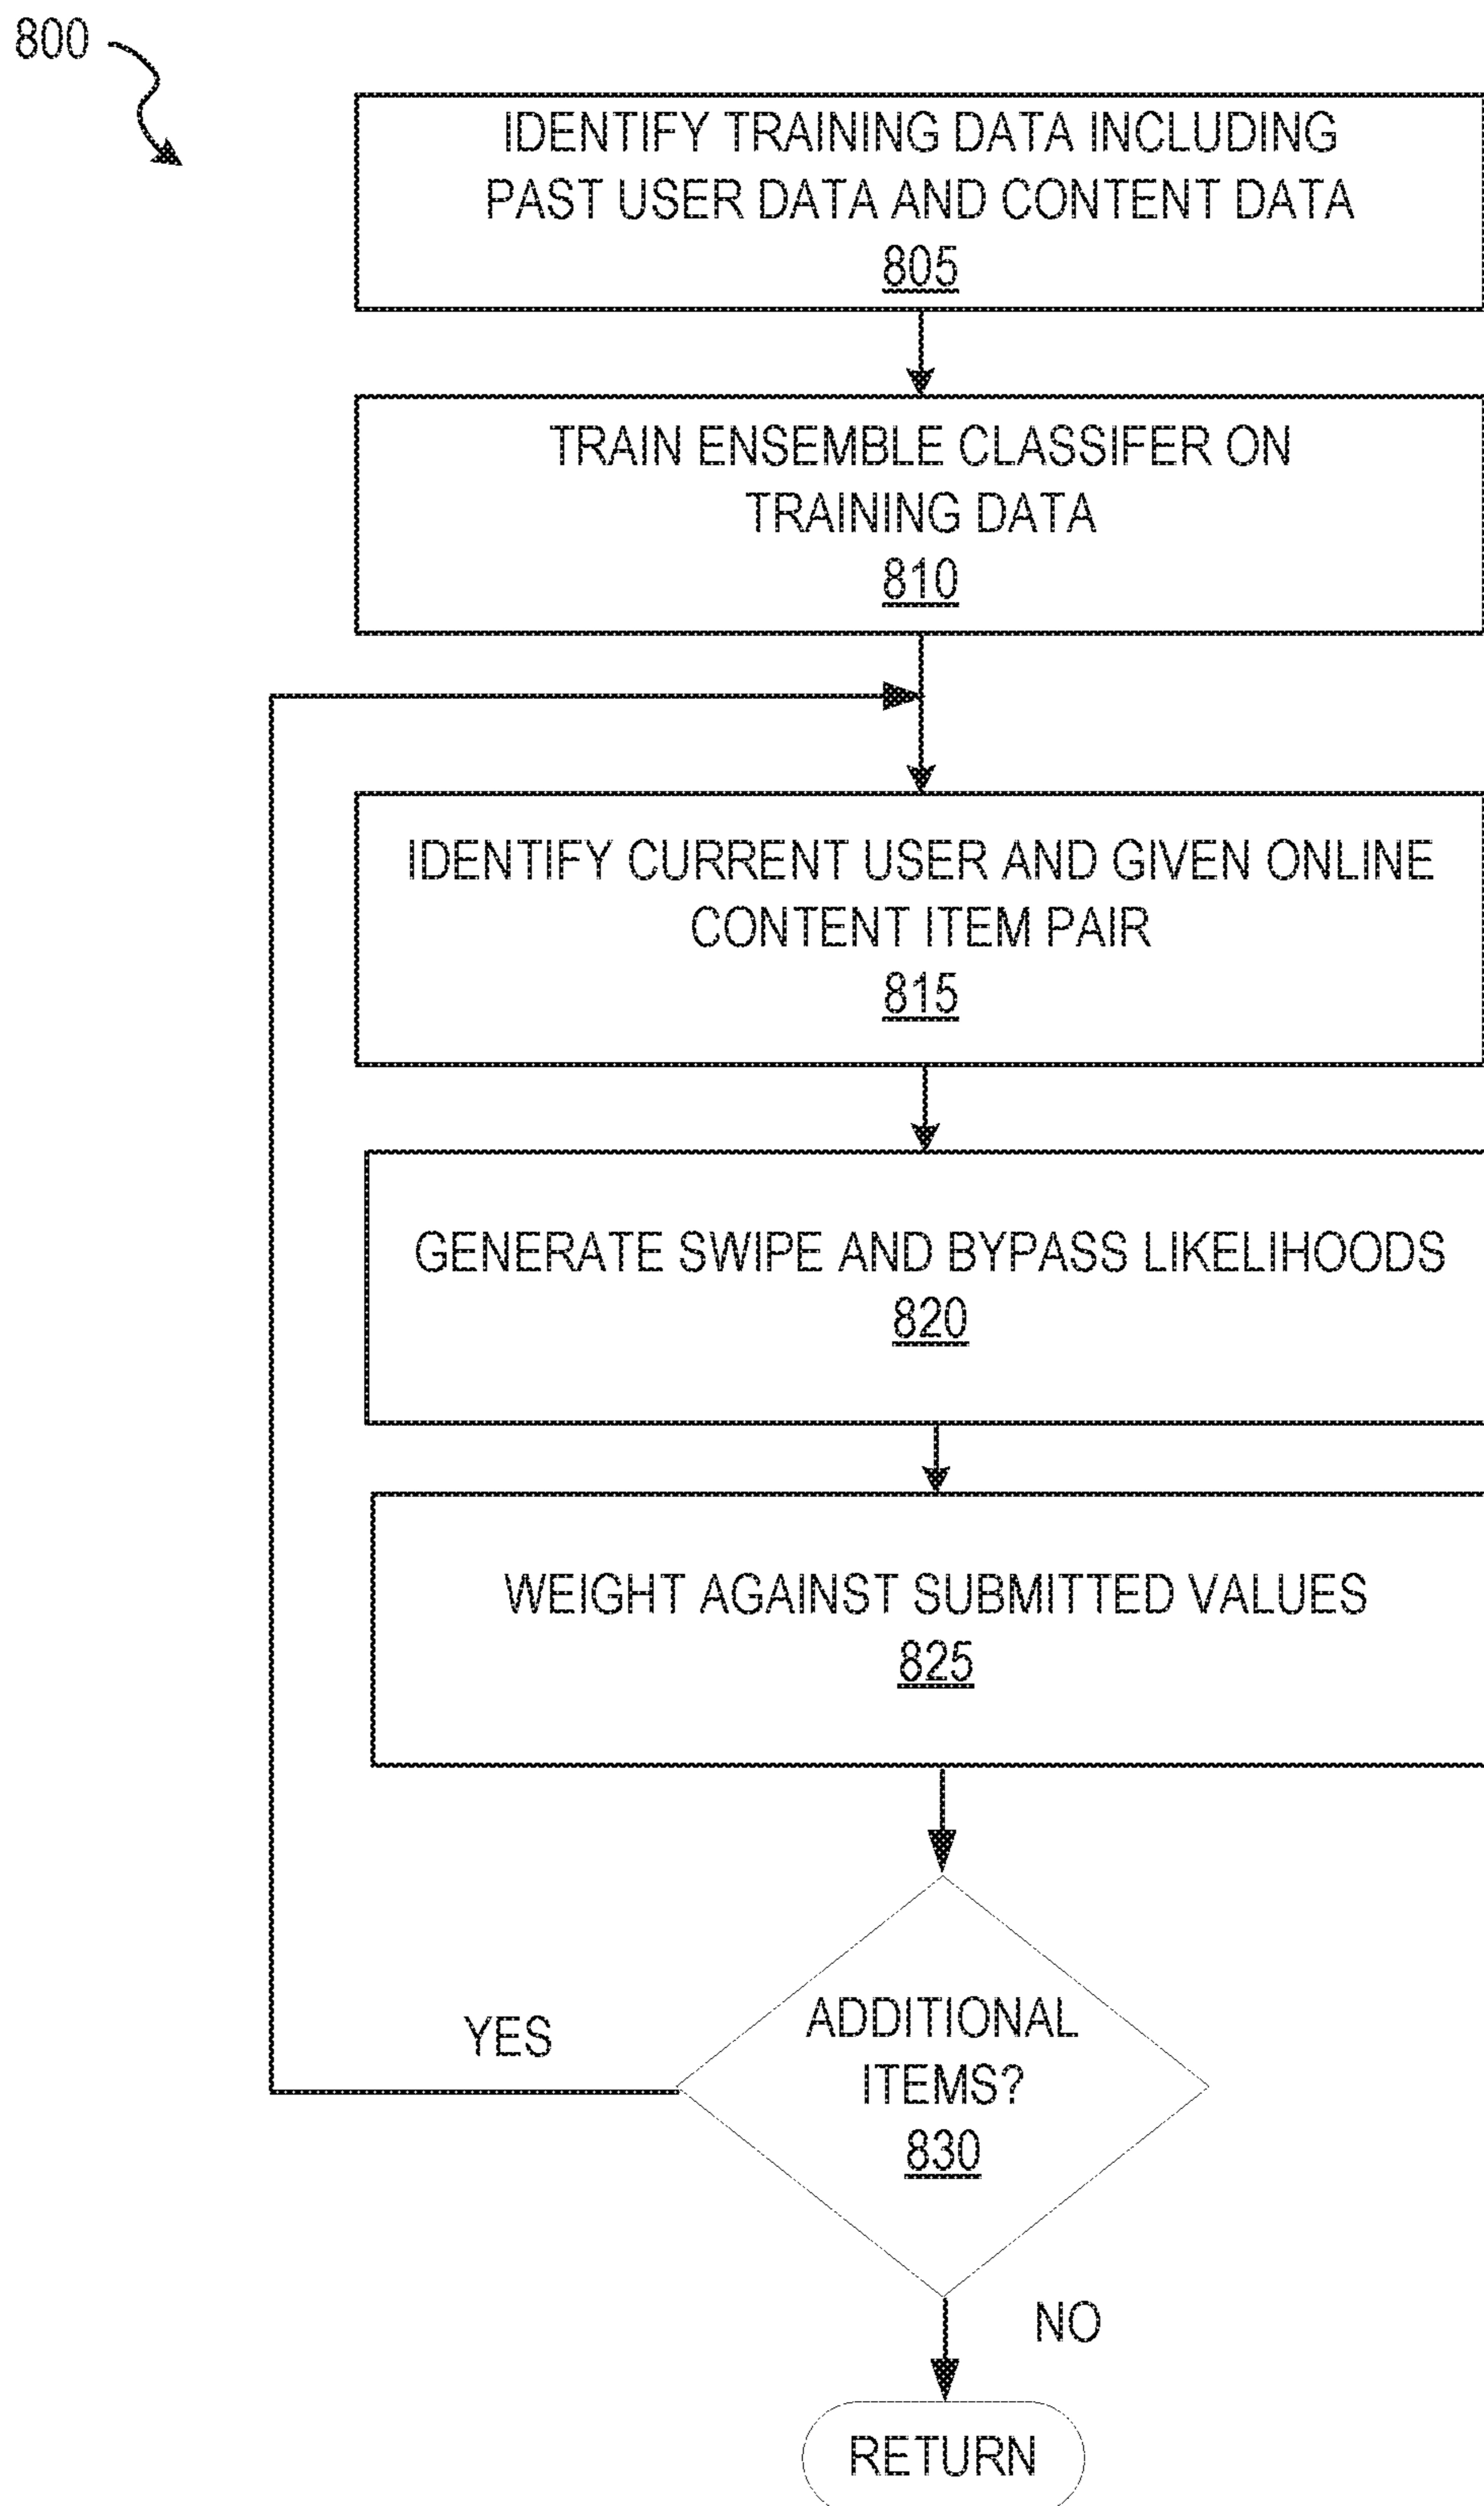 800
IDENTIFY TRAINING DATA INCLUDING
PAST USER DATA AND CONTENT DATA
805
TRAIN ENSEMBLE CLASSIFER ON
TRAINING DATA
810
IDENTIFY CURRENT USER AND GIVEN ONLINE
CONTENT ITEM PAIR
815
GENERATE SWIPE AND BYPASS LIKELIHOODS
820
WEIGHT AGAINST SUBMITTED VALUES
825
ADDITIONAL
ITEMS?
830
YES
NO
RETURN